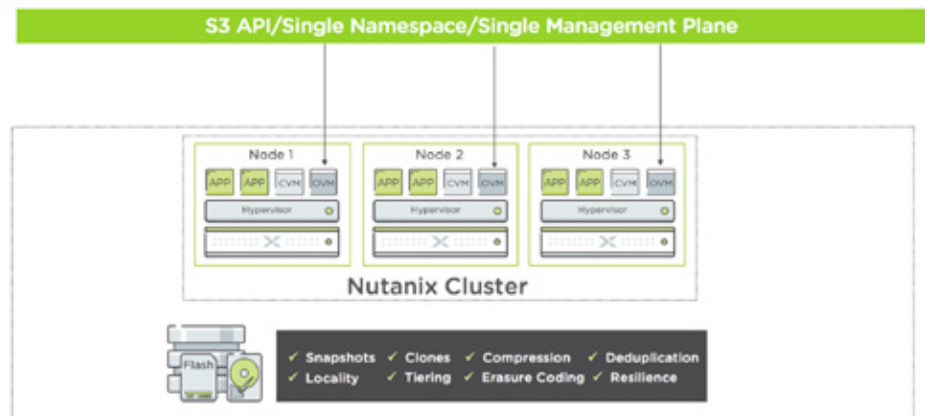 S3 API/Single Namespace/Single Management Plane
Node 1 Node 2 Node 3
APP APP CVM OVM APP APP CVM OVM APP APP CVM OVM
Hypervisor Hypervisor Hypervisor
Nutanix Cluster
Flash
✓ Snapshots ✓ Clones ✓ Compression ✓ Deduplication
✓ Locality ✓ Tiering ✓ Erasure Coding ✓ Resilience